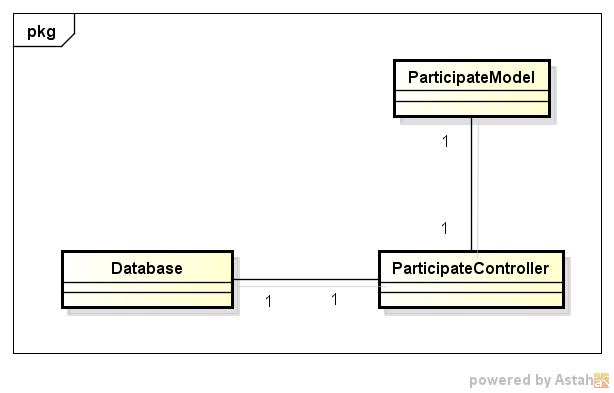 pkg
ParticipateModel
1
1
Database
ParticipateController
1
1
powered by Astah